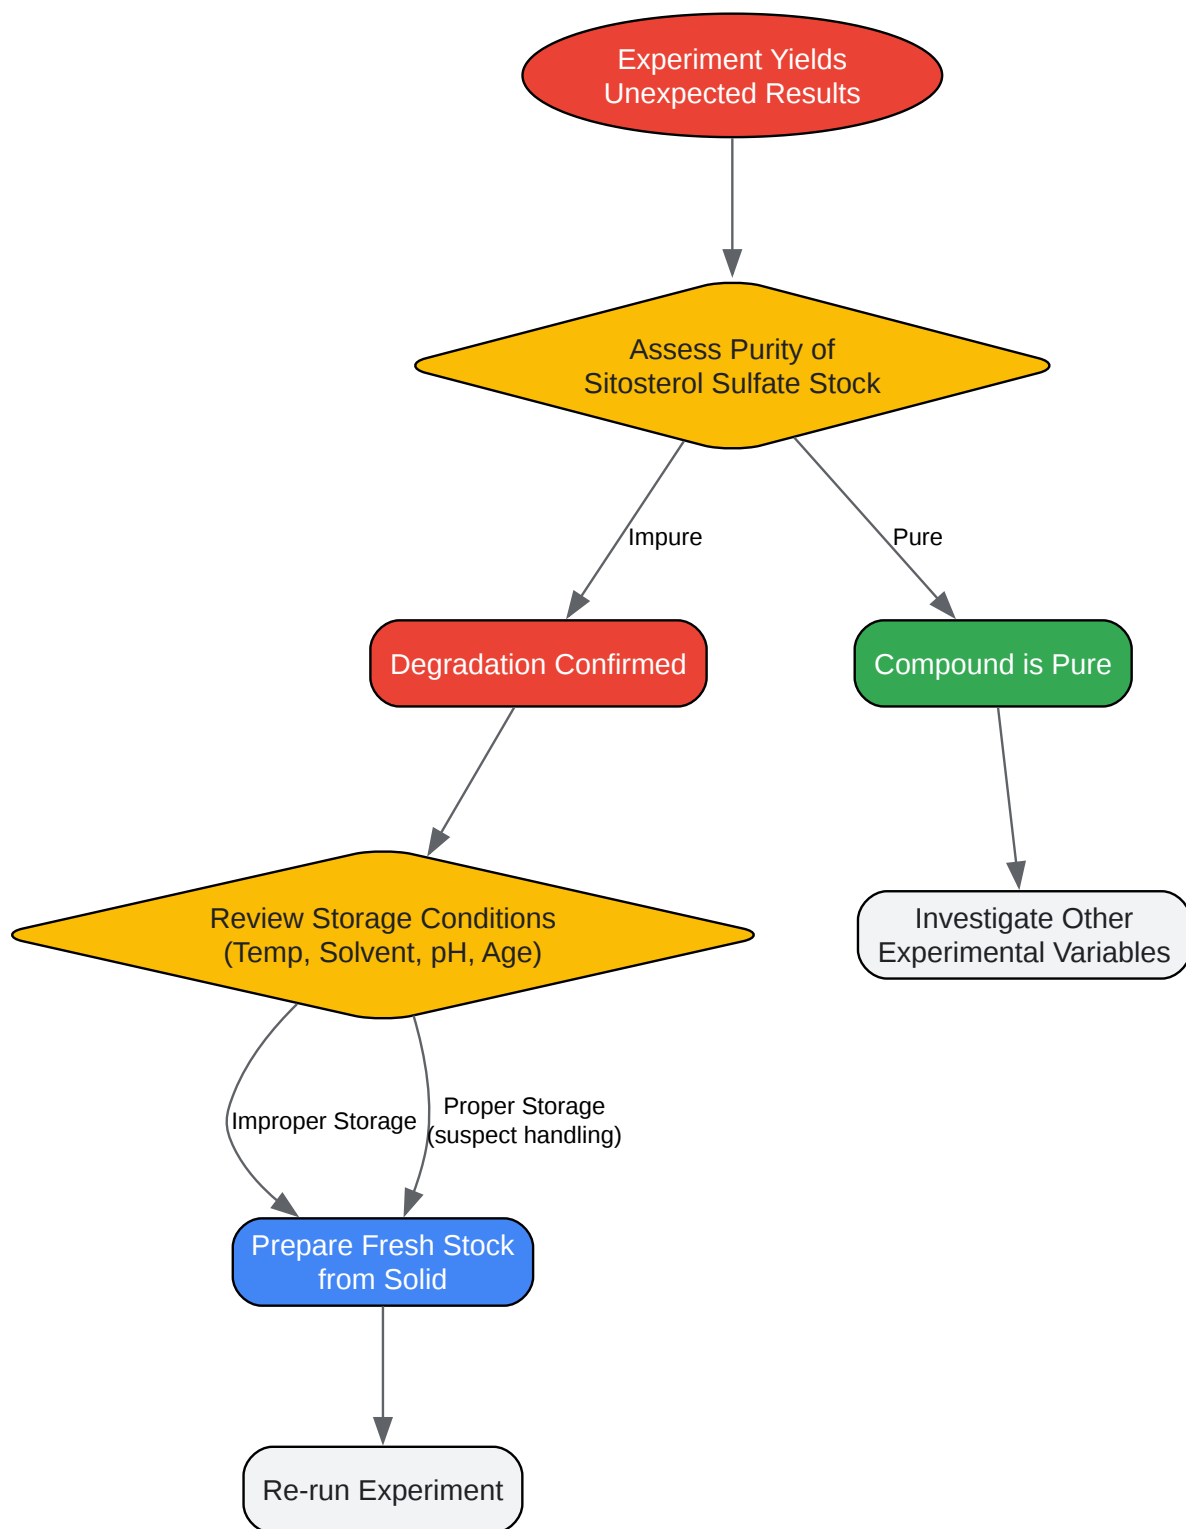 Experiment Yields
Unexpected Results
Assess Purity of
Sitosterol Sulfate Stock
Impure
Pure
Degradation Confirmed
Compound is Pure
Review Storage Conditions
(Temp, Solvent, pH, Age)
Investigate Other
Experimental Variables
Improper Storage
Proper Storage
(suspect handling)
Prepare Fresh Stock
from Solid
Re-run Experiment